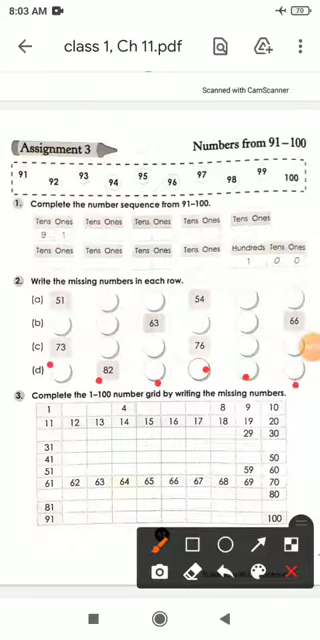 8:03 AM
79
class 1, Ch 11.pdf
Scanned with CamScanner
Assignment 3
Numbers from 91–100
91 92 93 94 95 96 97 98 99 100
1. Complete the number sequence from 91–100.
Tens Ones Tens Ones Tens Ones Tens Ones Tens Ones
9 1
Tens Ones Tens Ones Tens Ones Tens Ones Hundreds Tens Ones
1 0 0
2. Write the missing numbers in each row.
(a) 51 54
(b) 63 66
(c) 73 76
(d) 82
3. Complete the 1–100 number grid by writing the missing numbers.
1 4 8 9 10
11 12 13 14 15 16 17 18 19 20
29 30
31
41 50
51 59 60
61 62 63 64 65 66 67 68 69 70
80
81
91 100